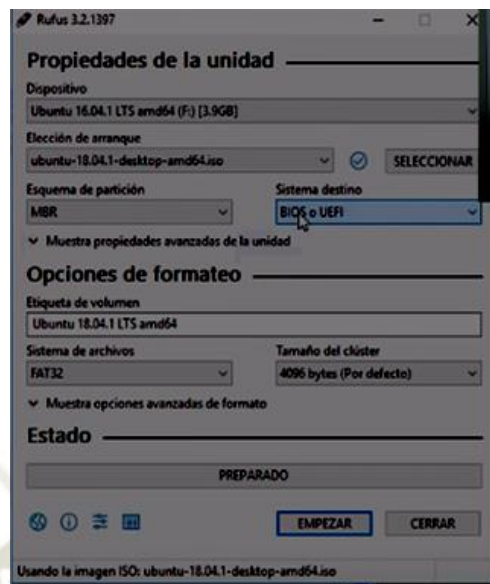 Rufus 3.2.1397
Propiedades de la unidad
Dispositivo
Ubuntu 16.04.1 LTS amd64 (F:) [3.9GB]
Elección de arranque
ubuntu-18.04.1-desktop-amd64.iso
SELECCIONAR
Esquema de partición Sistema destino
MBR BIOS o UEFI
Muestra propiedades avanzadas de la unidad
Opciones de formateo
Etiqueta de volumen
Ubuntu 18.04.1 LTS amd64
Sistema de archivos Tamaño del clúster
FAT32 4096 bytes (Por defecto)
Muestra opciones avanzadas de formato
Estado
PREPARADO
EMPEZAR CERRAR
Usando la imagen ISO: ubuntu-18.04.1-desktop-amd64.iso